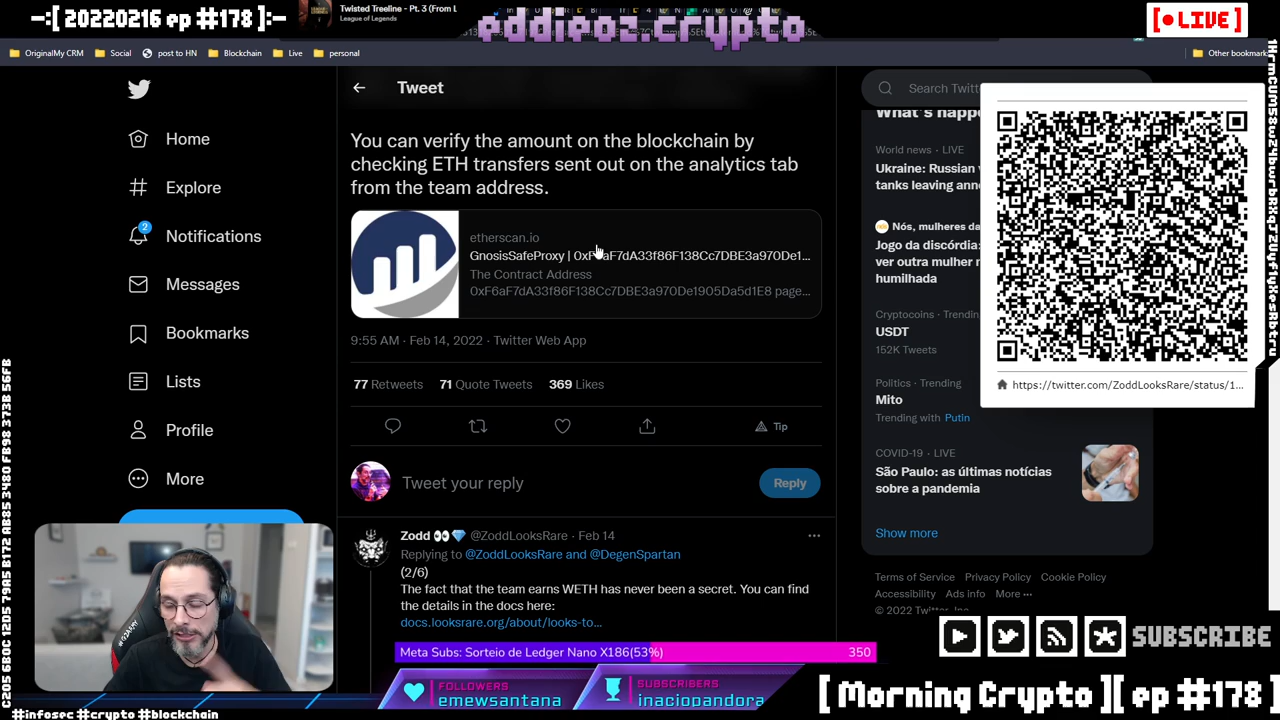 -:[ 20220216 ep #178 ]:-
Twisted Treeline - Pt. 3 (From L
League of Legends
eddieoz.crypto
[• LIVE ]
OriginalMy CRM
Social
post to HN
Blockchain
Live
personal
Other bookmark
Home
Explore
2
Notifications
Messages
Bookmarks
Lists
Profile
More
Tweet
You can verify the amount on the blockchain by
checking ETH transfers sent out on the analytics tab
from the team address.
etherscan.io
GnosisSafeProxy | 0xF6aF7dA33f86F138Cc7DBE3a970De1...
The Contract Address
0xF6aF7dA33f86F138Cc7DBE3a970De1905Da5d1E8 page...
9:55 AM · Feb 14, 2022 · Twitter Web App
77 Retweets 71 Quote Tweets 369 Likes
Tip
Tweet your reply
Reply
Zodd 👀💎 @ZoddLooksRare · Feb 14
Replying to @ZoddLooksRare and @DegenSpartan
(2/6)
The fact that the team earns WETH has never been a secret. You can find
the details in the docs here:
docs.looksrare.org/about/looks-to...
Search Twitt
What's happe
World news · LIVE
Ukraine: Russian
tanks leaving ann
Nós, mulheres da
Jogo da discórdia:
ver outra mulher
humilhada
Cryptocoins · Trendin
USDT
152K Tweets
Politics · Trending
Mito
Trending with Putin
COVID-19 · LIVE
São Paulo: as últimas notícias
sobre a pandemia
Show more
Terms of Service Privacy Policy Cookie Policy
Accessibility Ads info More ···
© 2022 Twitter, Inc.
https://twitter.com/ZoddLooksRare/status/1...
Meta Subs: Sorteio de Ledger Nano X
186(53%)
350
FOLLOWERS
emewsantana
SUBSCRIBERS
inaciopandora
SUBSCRIBE
[ Morning Crypto ][ ep #178 ]
#infosec #crypto #blockchain